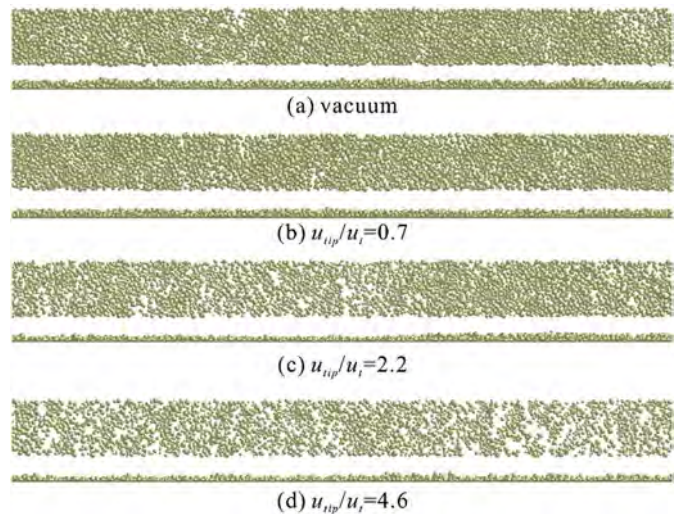 (a) vacuum
(b) u_tip/u_t=0.7
(c) u_tip/u_t=2.2
(d) u_tip/u_t=4.6